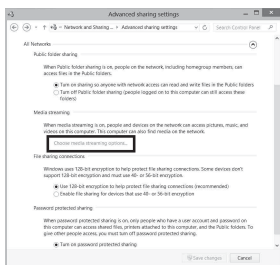 Advanced sharing settings
Network and Sharing ... Advanced sharing settings
Search Control Panel
All Networks
Public folder sharing
When Public folder sharing is on, people on the network, including homegroup members, can
access files in the Public folders.
Turn on sharing so anyone with network access can read and write files in the Public folders
Turn off Public folder sharing (people logged on to this computer can still access these
folders)
Media streaming
When media streaming is on, people and devices on the network can access pictures, music, and
videos on this computer. This computer can also find media on the network.
Choose media streaming options...
File sharing connections
Windows uses 128-bit encryption to help protect file sharing connections. Some devices don't
support 128-bit encryption and must use 40- or 56-bit encryption.
Use 128-bit encryption to help protect file sharing connections (recommended)
Enable file sharing for devices that use 40- or 56-bit encryption
Password protected sharing
When password protected sharing is on, only people who have a user account and password on
this computer can access shared files, printers attached to this computer, and the Public folders. To
give other people access, you must turn off password protected sharing.
Turn on password protected sharing
Save changes Cancel